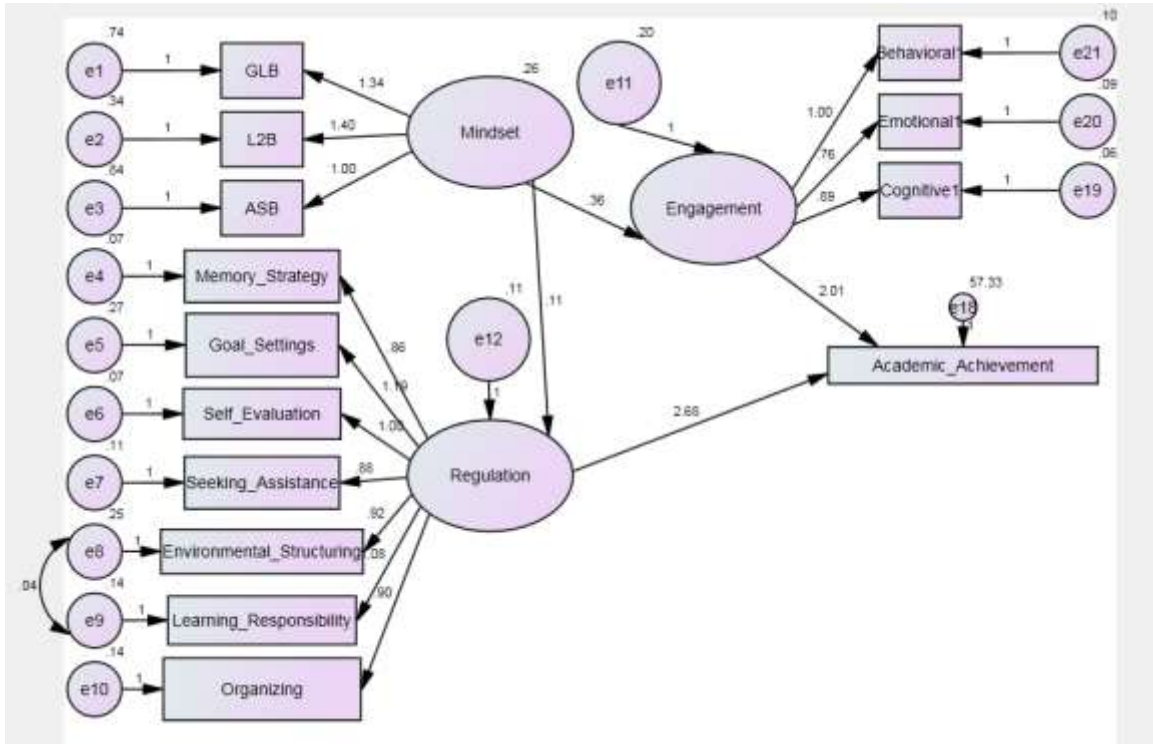 .74
e1
1
GLB
1.34
.34
e2
1
L2B
1.40
.64
e3
1
ASB
1.00
.26
Mindset
.20
e11
1
.36
.11
Engagement
1.00
.76
.69
Behavioral1
1
.10
e21
Emotional1
1
.09
e20
Cognitive1
1
.06
e19
.07
e4
1
Memory_Strategy
.86
.27
e5
1
Goal_Settings
1.19
.07
e6
1
Self_Evaluation
1.00
.11
e7
1
Seeking_Assistance
.88
.25
e8
1
Environmental_Structuring
.92
.04
.14
e9
1
Learning_Responsibility
.08
.14
e10
1
Organizing
.90
.11
e12
1
Regulation
2.01
57.33
e18
1
Academic_Achievement